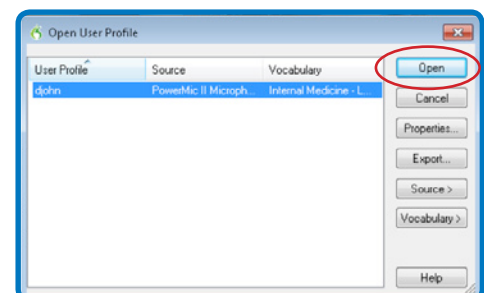 Open User Profile
User Profile Source Vocabulary
djohn PowerMic II Microph... Internal Medicine - L...
Open
Cancel
Properties...
Export...
Source >
Vocabulary >
Help